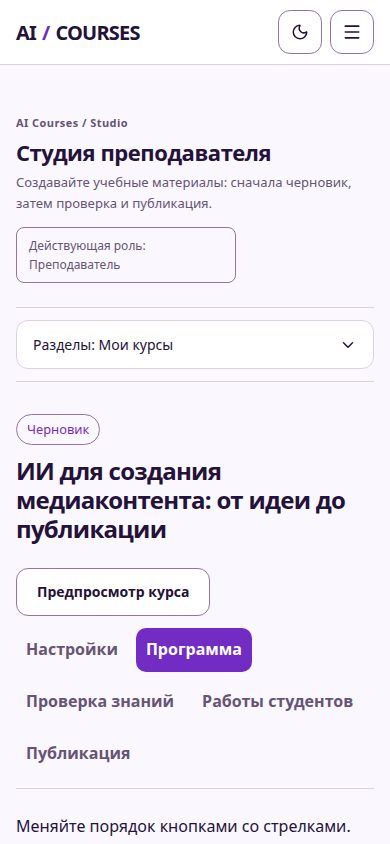 AI / COURSES
AI Courses / Studio
Студия преподавателя
Создавайте учебные материалы: сначала черновик,
затем проверка и публикация.
Действующая роль:
Преподаватель
Разделы: Мои курсы
Черновик
ИИ для создания
медиаконтента: от идеи до
публикации
Предпросмотр курса
Настройки Программа
Проверка знаний Работы студентов
Публикация
Меняйте порядок кнопками со стрелками.